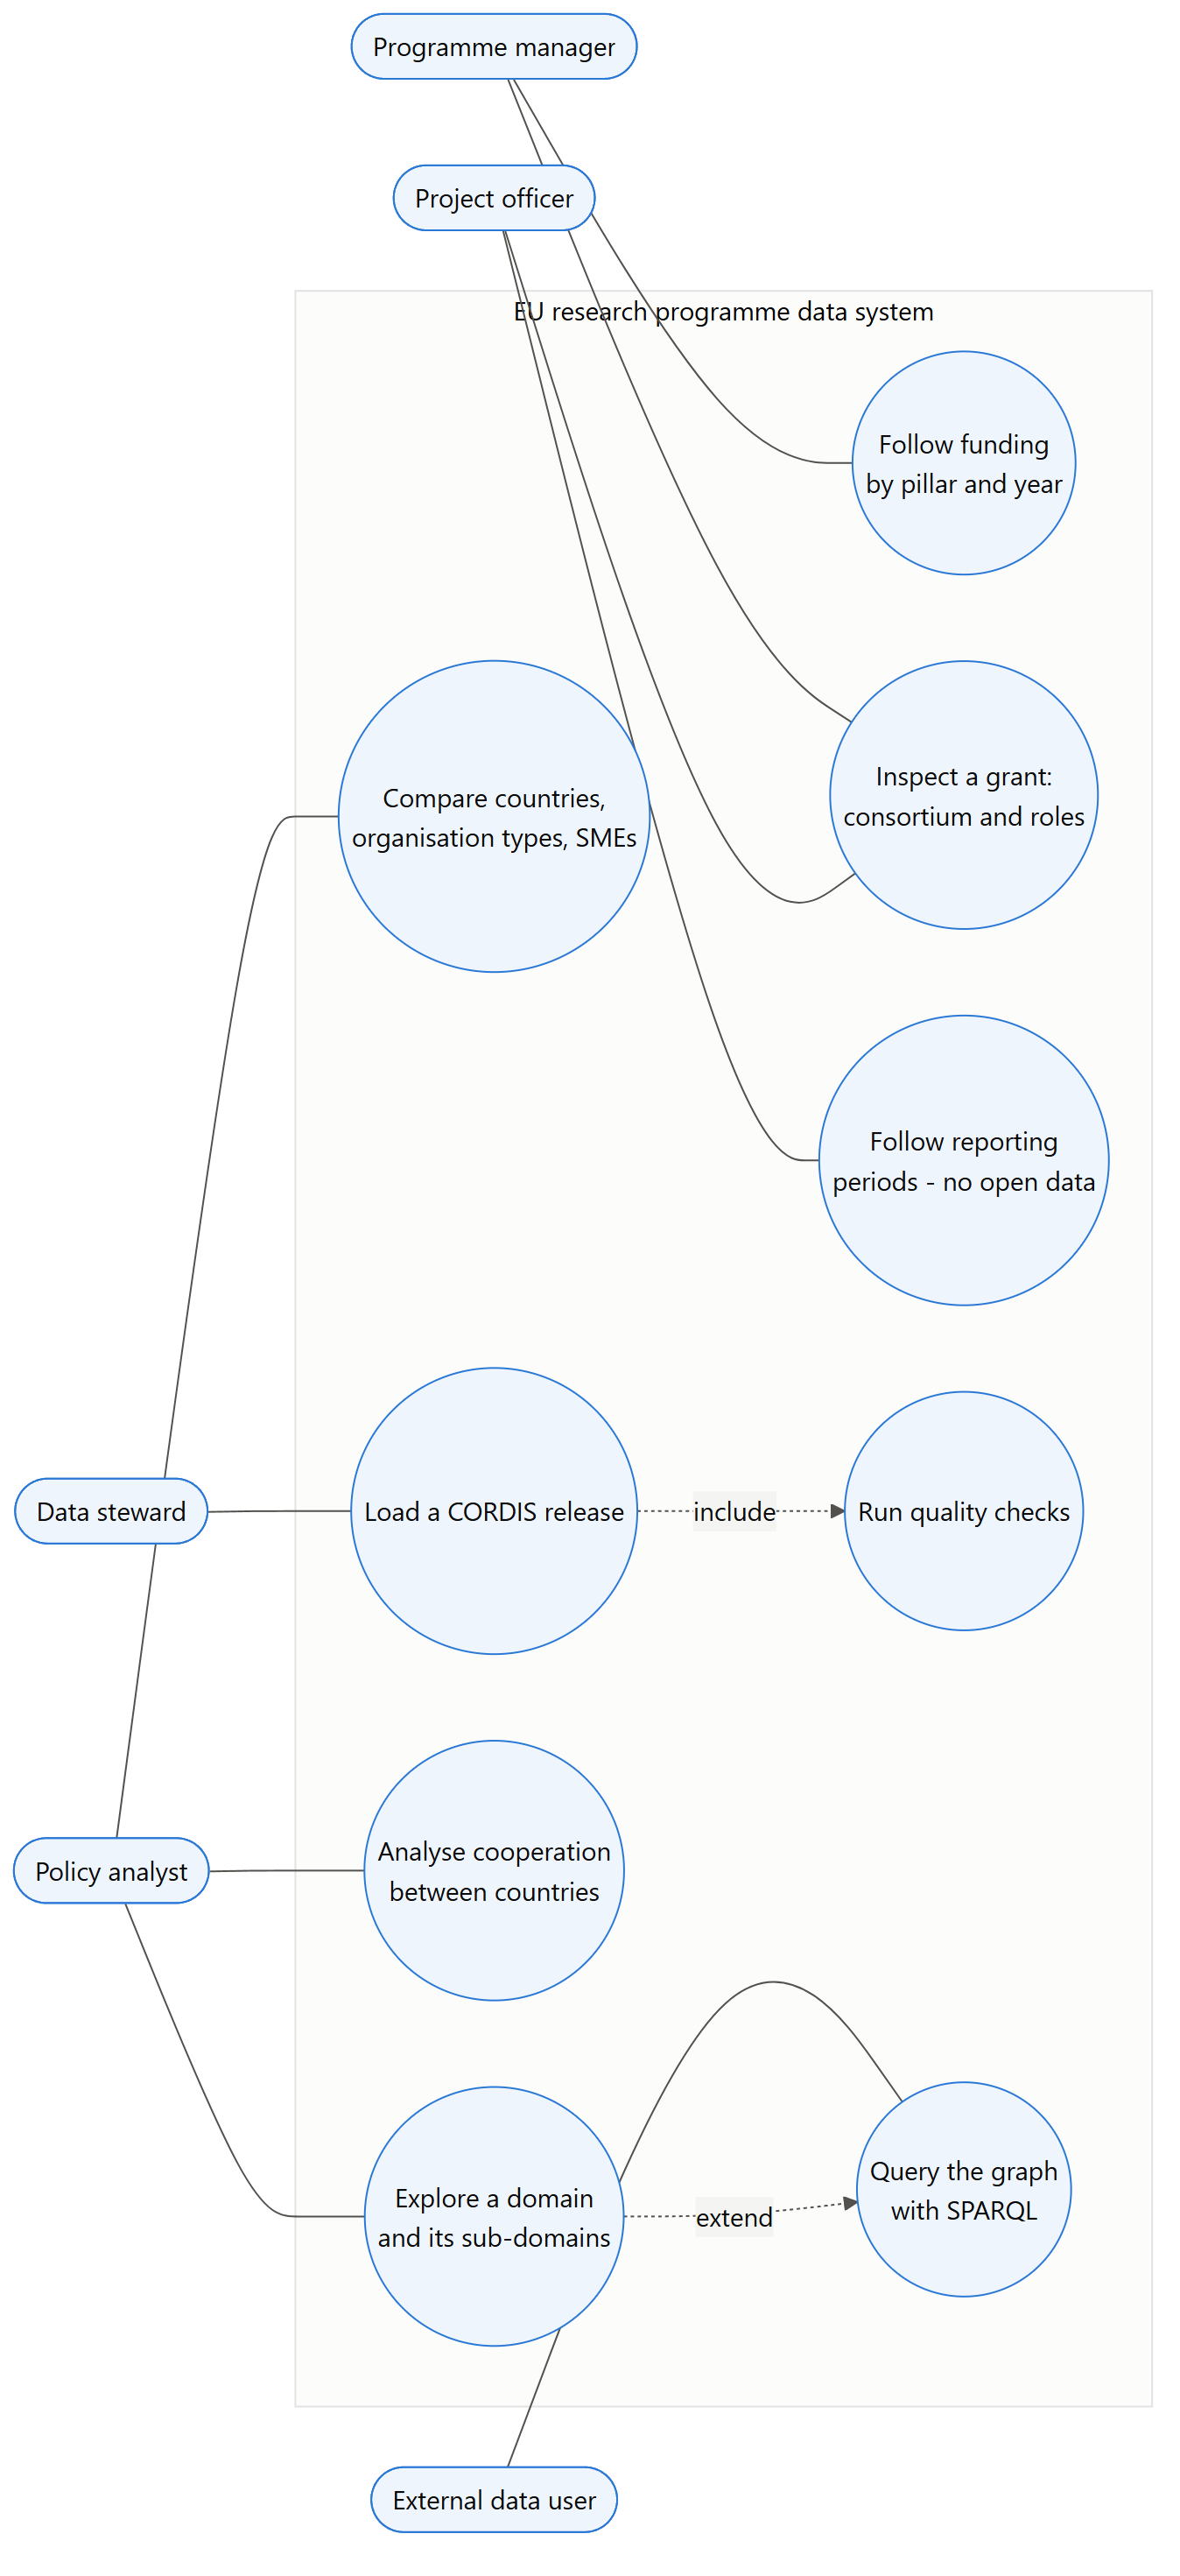 Programme manager
Project officer
EU research programme data system
Follow funding
by pillar and year
Inspect a grant:
consortium and roles
Compare countries,
organisation types, SMEs
Follow reporting
periods - no open data
Data steward
Load a CORDIS release
include
Run quality checks
Policy analyst
Analyse cooperation
between countries
Explore a domain
and its sub-domains
extend
Query the graph
with SPARQL
External data user